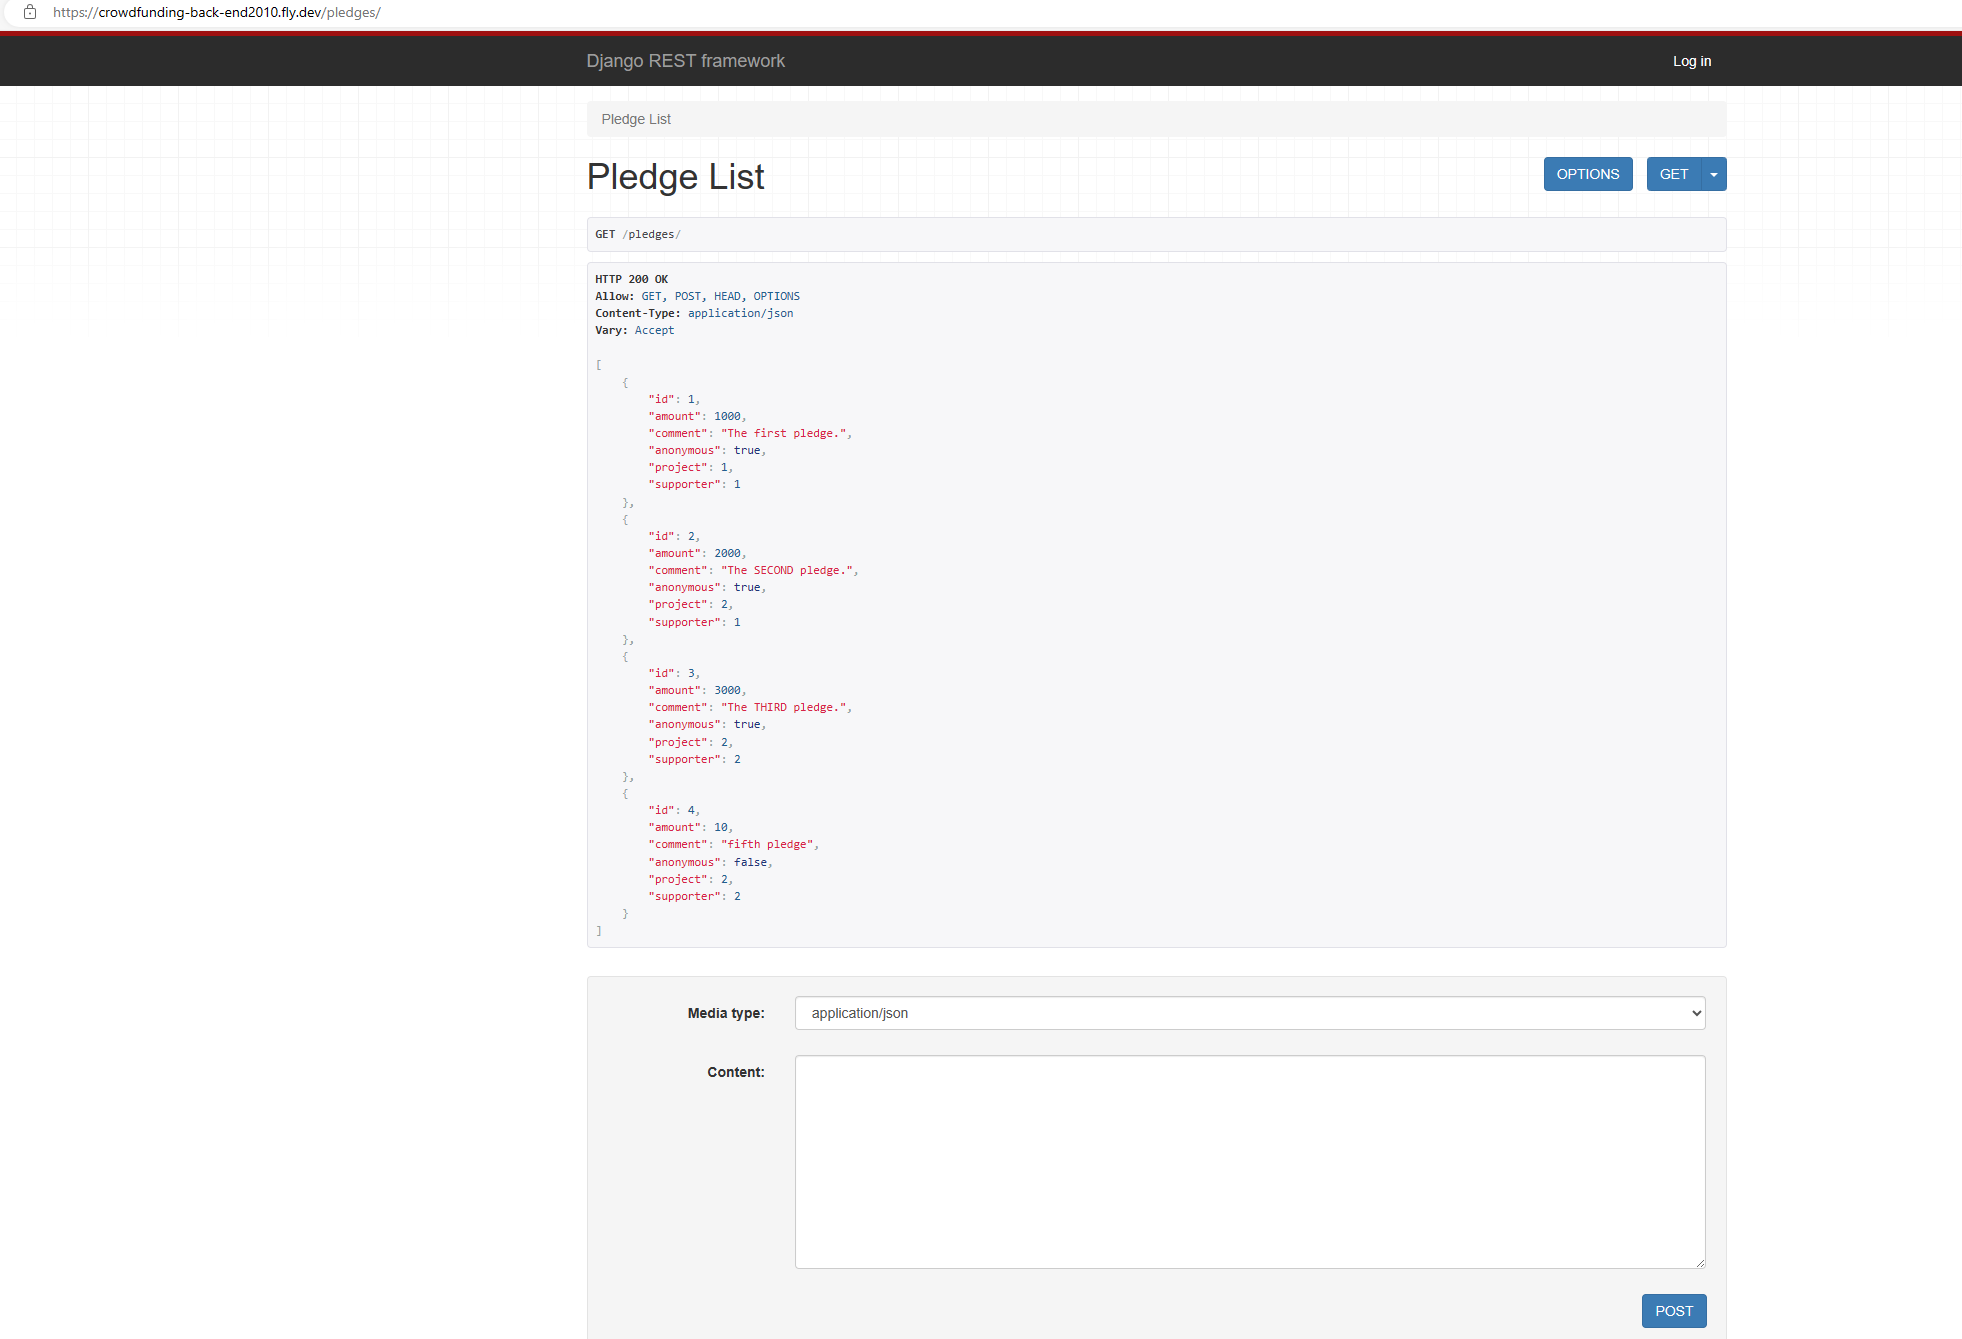 https://crowdfunding-back-end2010.fly.dev/pledges/
Django REST framework
Log in
Pledge List
Pledge List
OPTIONS
GET
GET /pledges/
HTTP 200 OK
Allow: GET, POST, HEAD, OPTIONS
Content-Type: application/json
Vary: Accept
[
    {
        "id": 1,
        "amount": 1000,
        "comment": "The first pledge.",
        "anonymous": true,
        "project": 1,
        "supporter": 1
    },
    {
        "id": 2,
        "amount": 2000,
        "comment": "The SECOND pledge.",
        "anonymous": true,
        "project": 2,
        "supporter": 1
    },
    {
        "id": 3,
        "amount": 3000,
        "comment": "The THIRD pledge.",
        "anonymous": true,
        "project": 2,
        "supporter": 2
    },
    {
        "id": 4,
        "amount": 10,
        "comment": "fifth pledge",
        "anonymous": false,
        "project": 2,
        "supporter": 2
    }
]
Media type:
application/json
Content:
POST